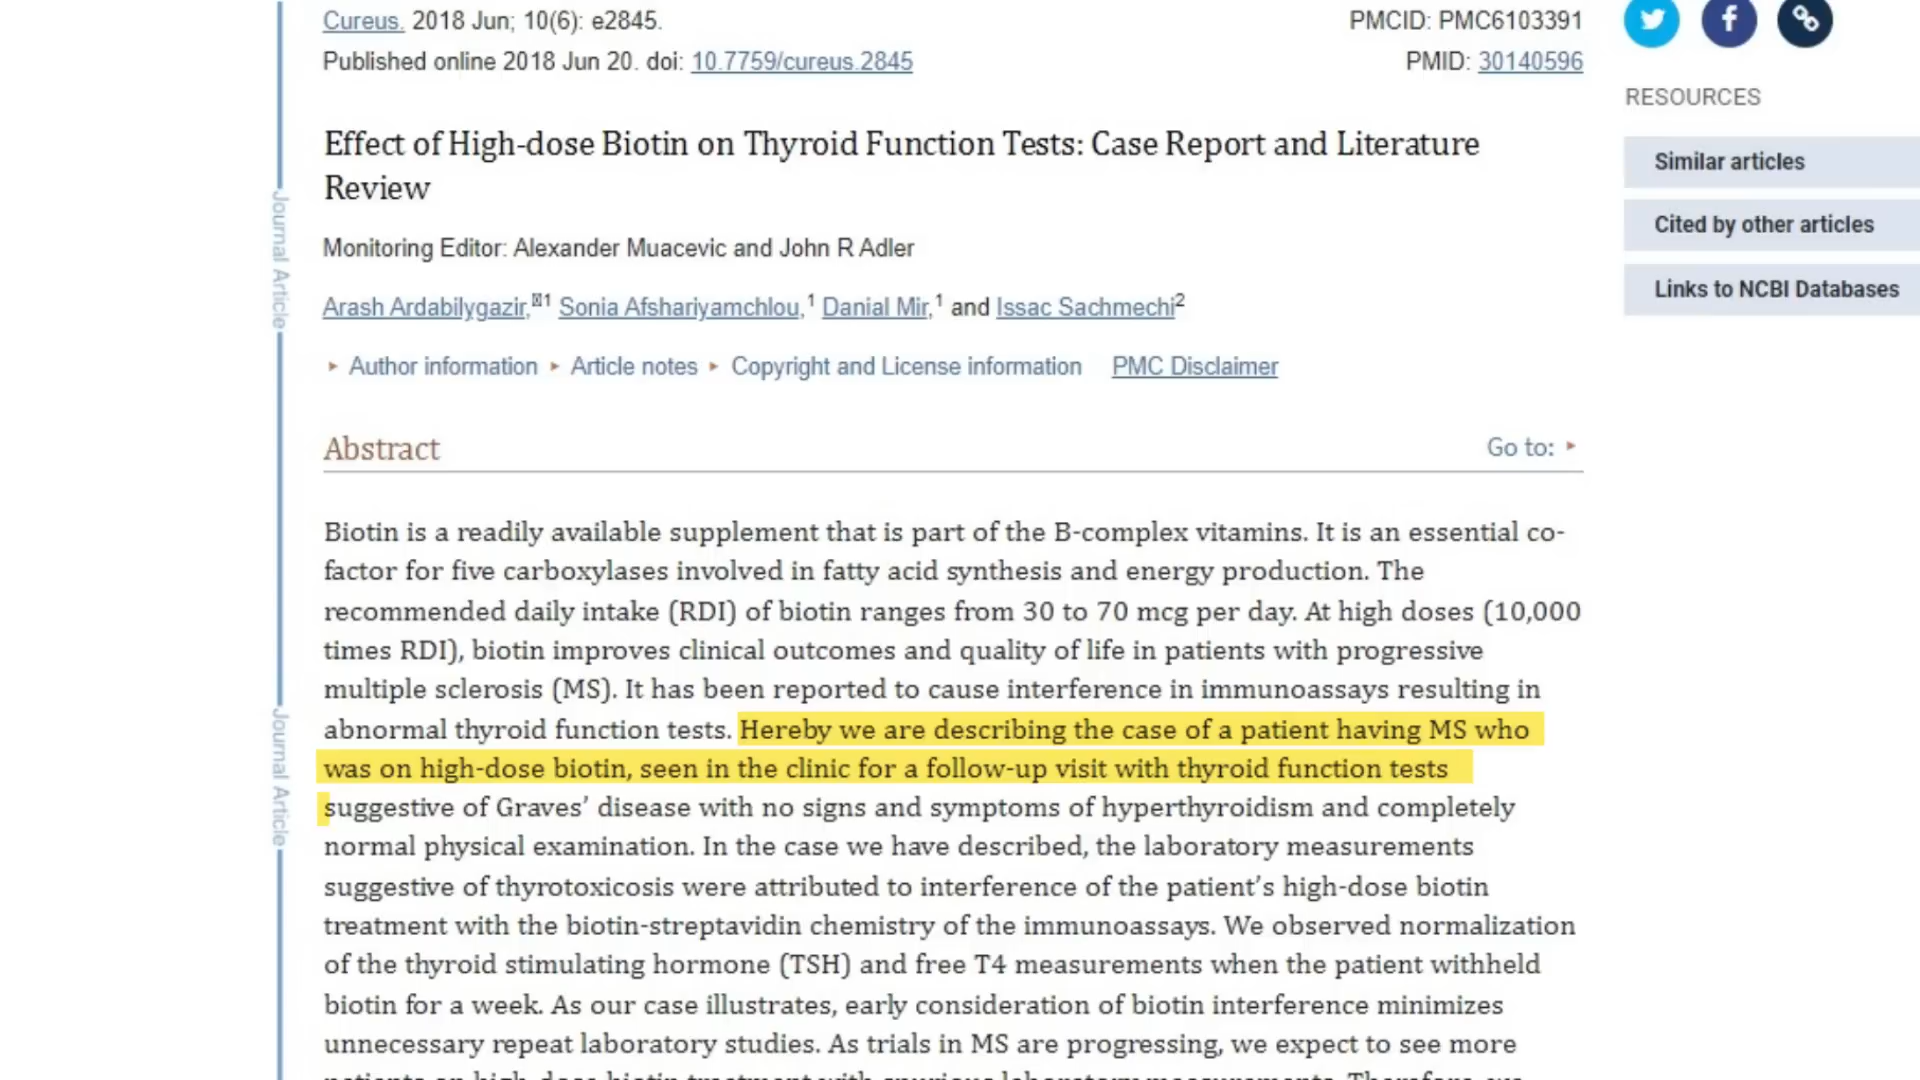 Cureus. 2018 Jun; 10(6): e2845.
PMCID: PMC6103391
Published online 2018 Jun 20. doi: 10.7759/cureus.2845
PMID: 30140596
RESOURCES
Similar articles
Cited by other articles
Links to NCBI Databases
Effect of High-dose Biotin on Thyroid Function Tests: Case Report and Literature
Review
Monitoring Editor: Alexander Muacevic and John R Adler
Arash Ardabilygazir,1 Sonia Afshariyamchlou,1 Danial Mir,1 and Issac Sachmechi2
Author information Article notes Copyright and License information PMC Disclaimer
Journal Article
Journal Article
Abstract
Go to:
Biotin is a readily available supplement that is part of the B-complex vitamins. It is an essential co-
factor for five carboxylases involved in fatty acid synthesis and energy production. The
recommended daily intake (RDI) of biotin ranges from 30 to 70 mcg per day. At high doses (10,000
times RDI), biotin improves clinical outcomes and quality of life in patients with progressive
multiple sclerosis (MS). It has been reported to cause interference in immunoassays resulting in
abnormal thyroid function tests. Hereby we are describing the case of a patient having MS who
was on high-dose biotin, seen in the clinic for a follow-up visit with thyroid function tests
suggestive of Graves’ disease with no signs and symptoms of hyperthyroidism and completely
normal physical examination. In the case we have described, the laboratory measurements
suggestive of thyrotoxicosis were attributed to interference of the patient’s high-dose biotin
treatment with the biotin-streptavidin chemistry of the immunoassays. We observed normalization
of the thyroid stimulating hormone (TSH) and free T4 measurements when the patient withheld
biotin for a week. As our case illustrates, early consideration of biotin interference minimizes
unnecessary repeat laboratory studies. As trials in MS are progressing, we expect to see more